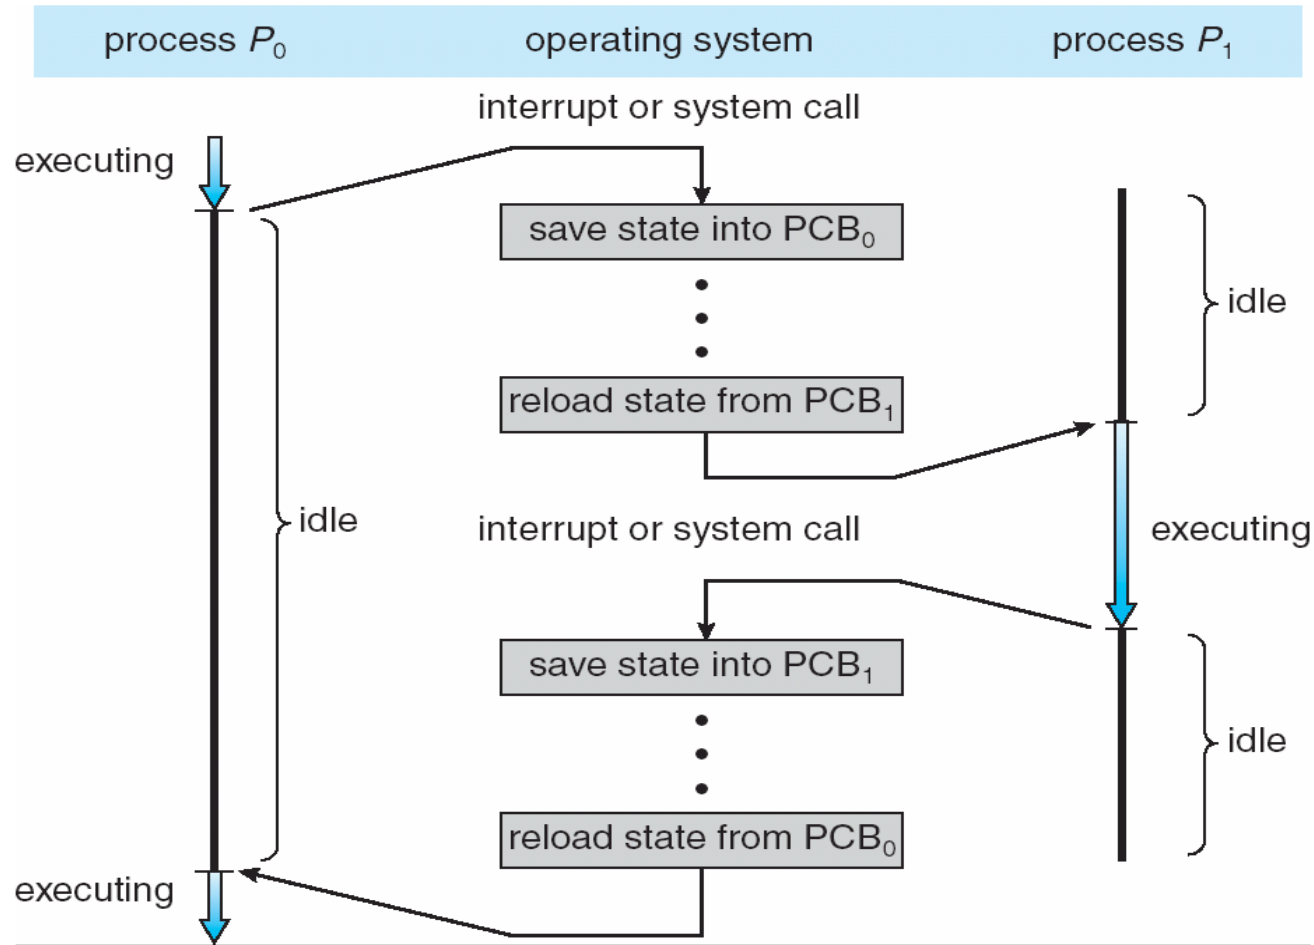 process P₀ operating system process P₁
interrupt or system call
executing
save state into PCB₀
idle
reload state from PCB₁
idle
interrupt or system call
executing
save state into PCB₁
idle
reload state from PCB₀
executing